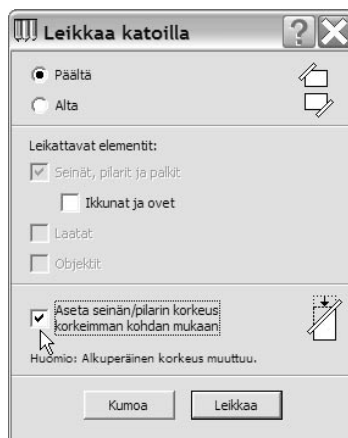 Leikkaa katoilla
Päältä
Alta
Leikattavat elementit:
Seinät, pilarit ja palkit
Ikkunat ja ovet
Laatat
Objektit
Aseta seinän/pilarin korkeus
korkeimman kohdan mukaan
Huomio: Alkuperäinen korkeus muuttuu.
Kumoa
Leikkaa